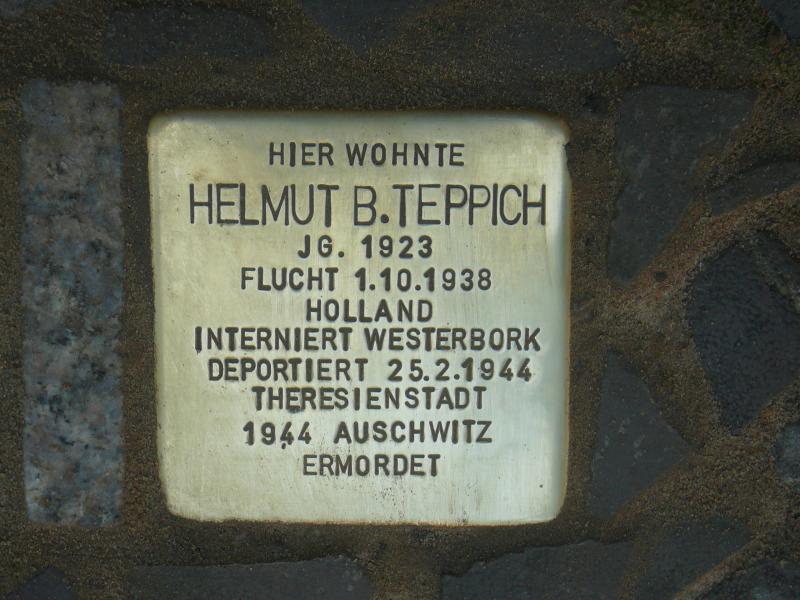 HIER WOHNTE
HELMUT B. TEPPICH
JG. 1923
FLUCHT 1.10.1938
HOLLAND
INTERNIERT WESTERBORK
DEPORTIERT 25.2.1944
THERESIENSTADT
1944 AUSCHWITZ
ERMORDET